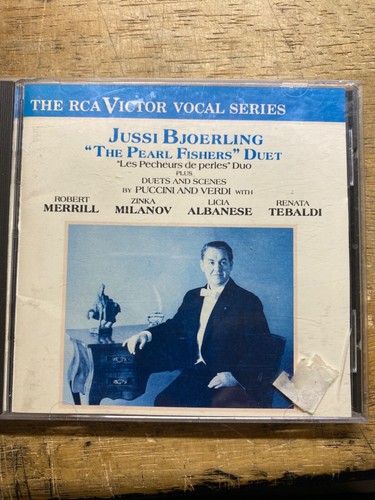 THE RCA VICTOR VOCAL SERIES
JUSSI BJOERLING
"THE PEARL FISHERS" DUET
"Les Pecheurs de perles" Duo
PLUS
DUETS AND SCENES
BY PUCCINI AND VERDI WITH
ROBERT MERRILL
ZINKA MILANOV
LICIA ALBANESE
RENATA TEBALDI